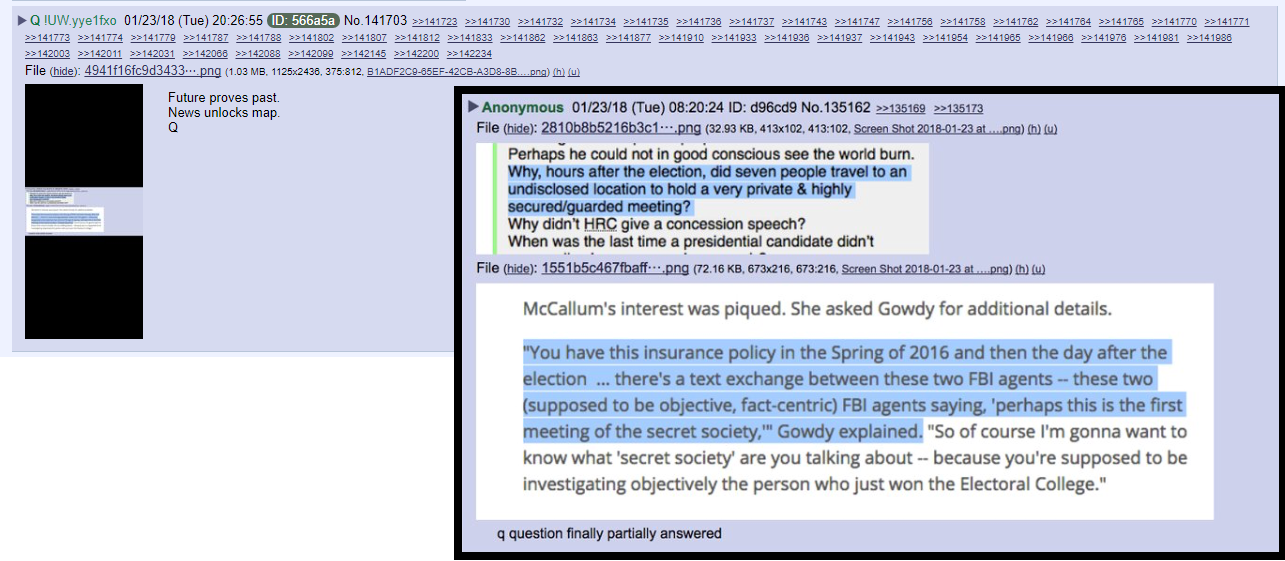 Q !UW.yye1fxo 01/23/18 (Tue) 20:26:55 ID: 566a5a No.141703 >>141723 >>141730 >>141732 >>141734 >>141735 >>141736 >>141737 >>141743 >>141747 >>141756 >>141758 >>141762 >>141764 >>141765 >>141770 >>141771
>>141773 >>141774 >>141779 >>141787 >>141788 >>141802 >>141807 >>141812 >>141833 >>141862 >>141863 >>141877 >>141910 >>141933 >>141936 >>141937 >>141943 >>141954 >>141965 >>141966 >>141976 >>141981 >>141986
>>142003 >>142011 >>142031 >>142066 >>142088 >>142099 >>142145 >>142200 >>142234
File (hide): 4941f16fc9d3433⋯.png (1.03 MB, 1125x2436, 375:812, B1ADF2C9-65EF-42CB-A3D8-8B….png) (h) (u)
Future proves past.
News unlocks map.
Q
Anonymous 01/23/18 (Tue) 08:20:24 ID: d96cd9 No.135162 >>135169 >>135173
File (hide): 2810b8b5216b3c1⋯.png (32.93 KB, 413x102, 413:102, Screen Shot 2018-01-23 at ….png) (h) (u)
Perhaps he could not in good conscious see the world burn.
Why, hours after the election, did seven people travel to an
undisclosed location to hold a very private & highly
secured/guarded meeting?
Why didn't HRC give a concession speech?
When was the last time a presidential candidate didn't
File (hide): 1551b5c467fbaff⋯.png (72.16 KB, 673x216, 673:216, Screen Shot 2018-01-23 at ….png) (h) (u)
McCallum's interest was piqued. She asked Gowdy for additional details.
"You have this insurance policy in the Spring of 2016 and then the day after the
election ... there's a text exchange between these two FBI agents -- these two
(supposed to be objective, fact-centric) FBI agents saying, 'perhaps this is the first
meeting of the secret society,'" Gowdy explained. "So of course I'm gonna want to
know what 'secret society' are you talking about -- because you're supposed to be
investigating objectively the person who just won the Electoral College."
q question finally partially answered